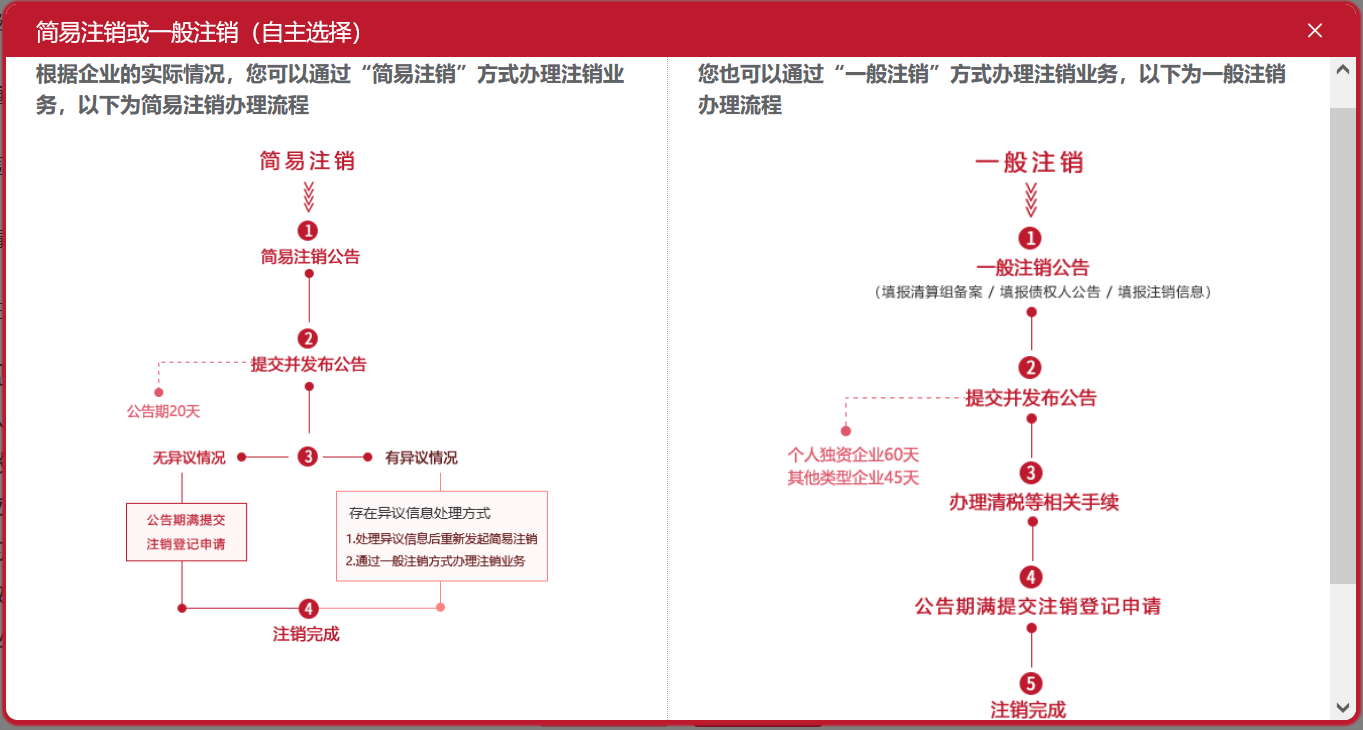 简易注销或一般注销（自主选择）
根据企业的实际情况，您可以通过“简易注销”方式办理注销业
务，以下为简易注销办理流程
简易注销
1
简易注销公告
2
提交并发布公告
公告期20天
无异议情况
3
有异议情况
公告期满提交
注销登记申请
存在异议信息处理方式
1.处理异议信息后重新发起简易注销
2.通过一般注销方式办理注销业务
4
注销完成
您也可以通过“一般注销”方式办理注销业务，以下为一般注销
办理流程
一般注销
1
一般注销公告
（填报清算组备案 / 填报债权人公告 / 填报注销信息）
2
提交并发布公告
个人独资企业60天
其他类型企业45天
3
办理清税等相关手续
4
公告期满提交注销登记申请
5
注销完成